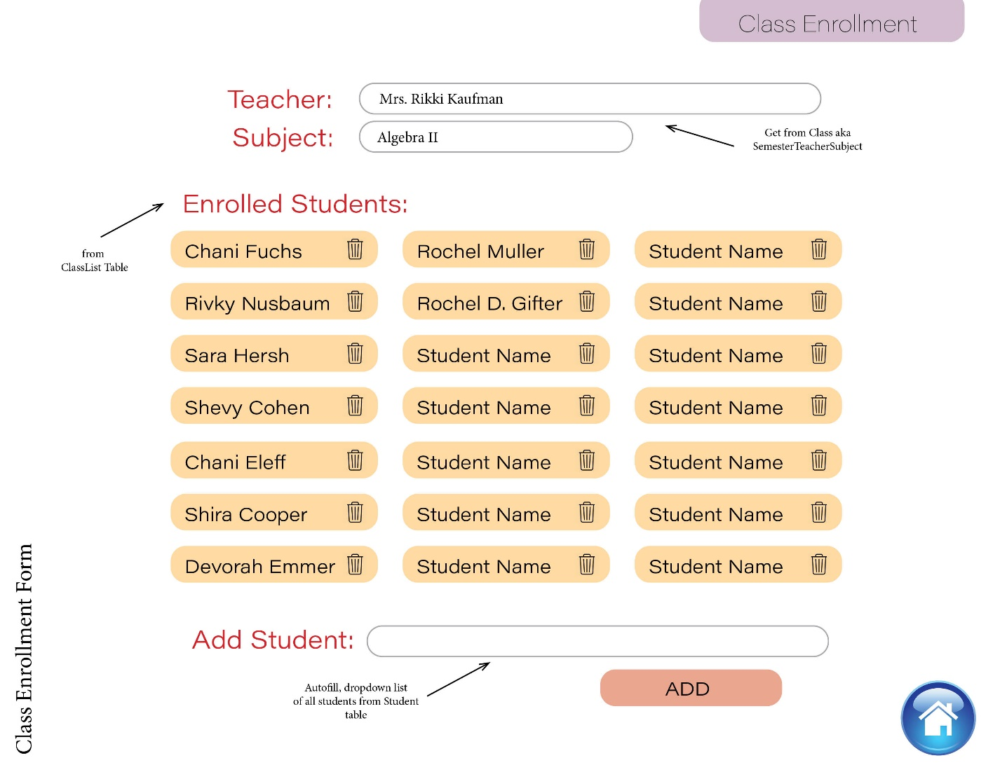 Class Enrollment
Teacher: Mrs. Rikki Kaufman
Subject: Algebra II
Get from Class aka
SemesterTeacherSubject
Enrolled Students:
from
ClassList Table
Chani Fuchs Rochel Muller Student Name
Rivky Nusbaum Rochel D. Gifter Student Name
Sara Hersh Student Name Student Name
Shevy Cohen Student Name Student Name
Chani Eleff Student Name Student Name
Shira Cooper Student Name Student Name
Devorah Emmer Student Name Student Name
Add Student:
Autofill, dropdown list
of all students from Student
table
ADD
Class Enrollment Form